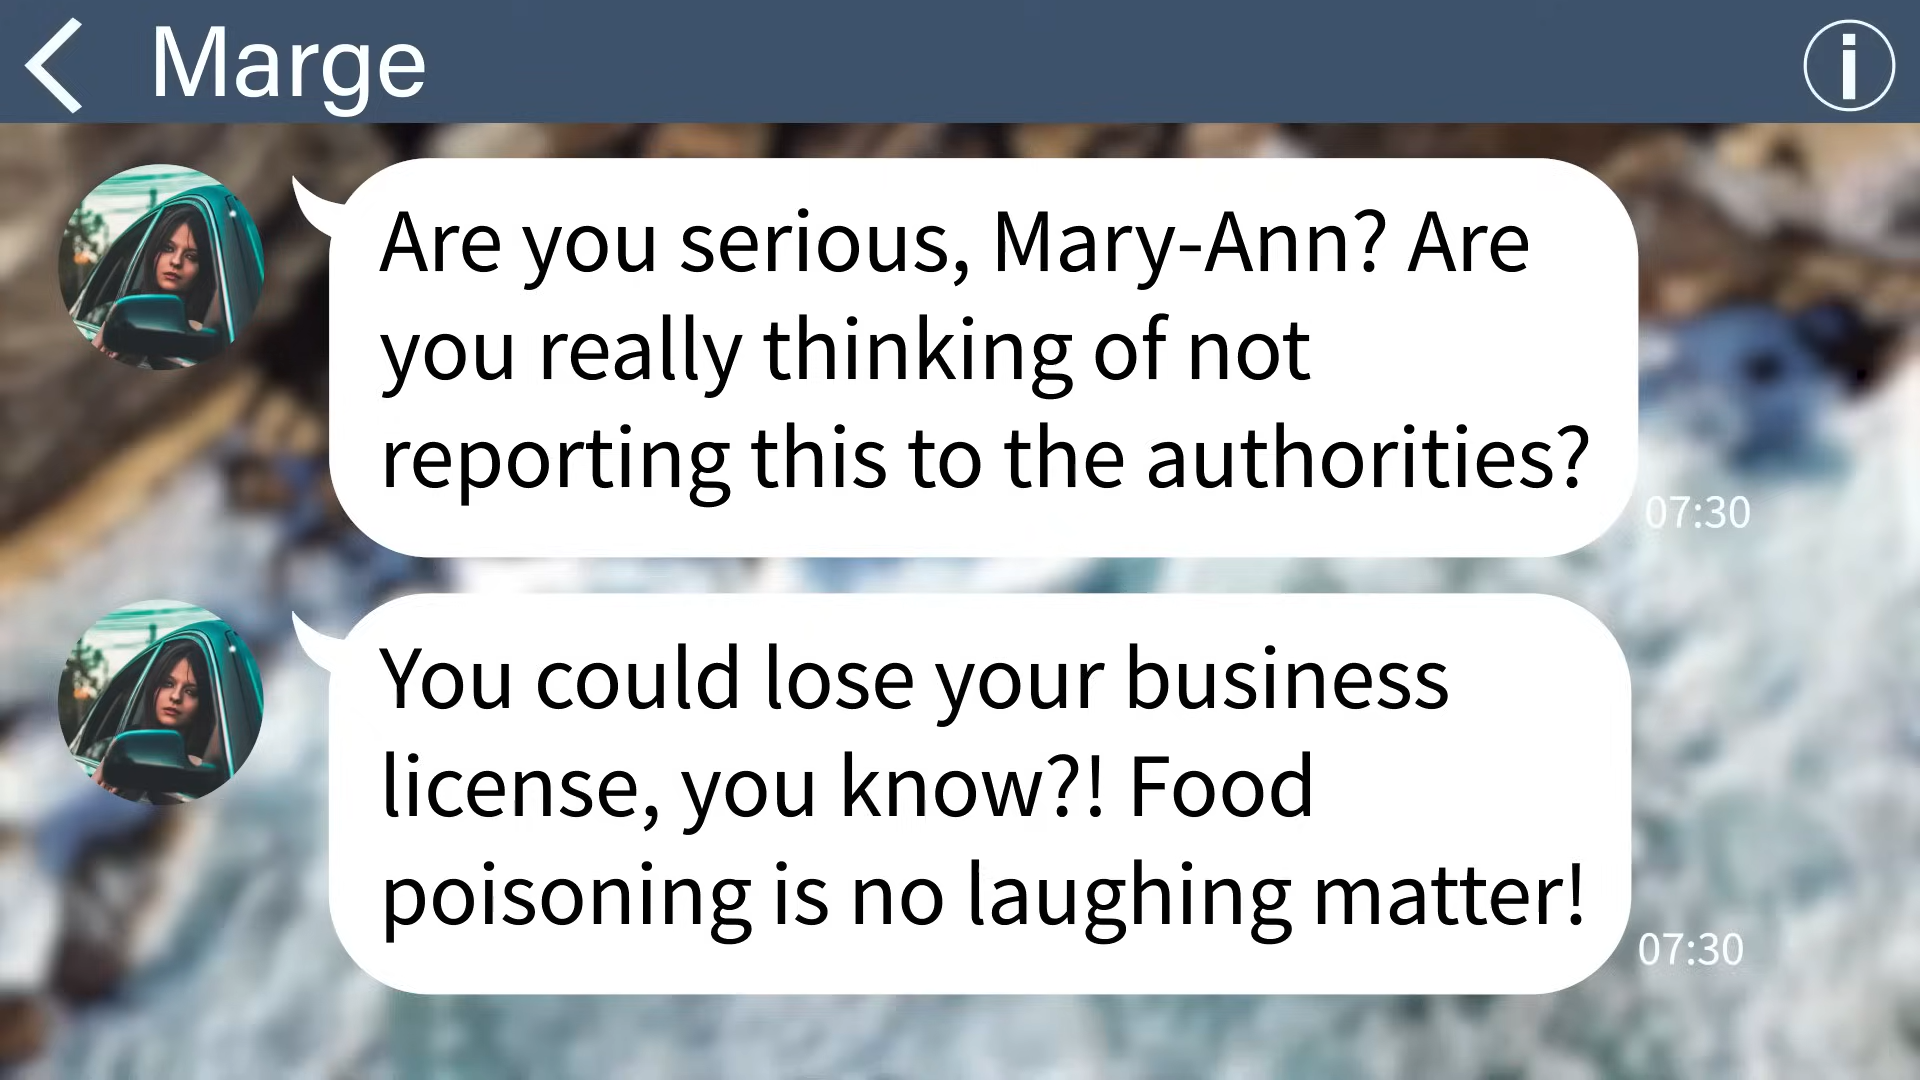 Marge
Are you serious, Mary-Ann? Are
you really thinking of not
reporting this to the authorities?
07:30
You could lose your business
license, you know?! Food
poisoning is no laughing matter!
07:30